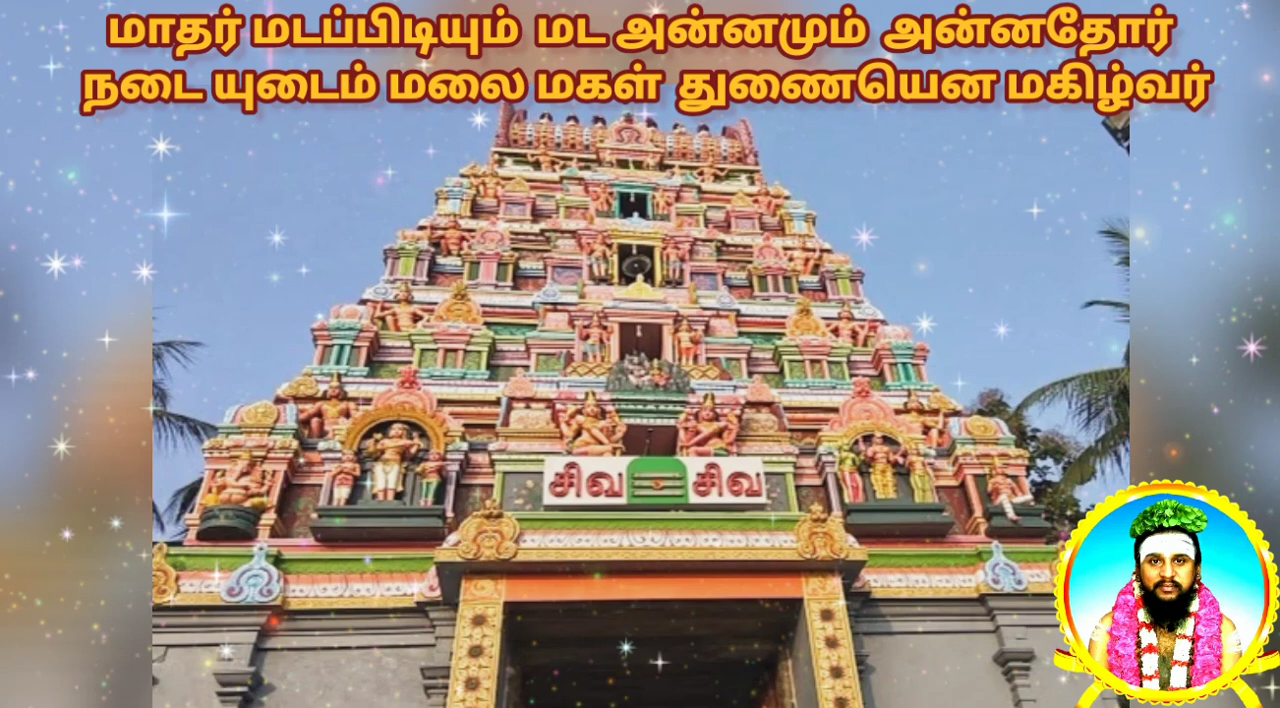 மாதர் மடப்பிடியும் மட அன்னமும் அன்னதோர்
நடை யுடைம் மலை மகள் துணையென மகிழ்வர்
சிவ சிவ